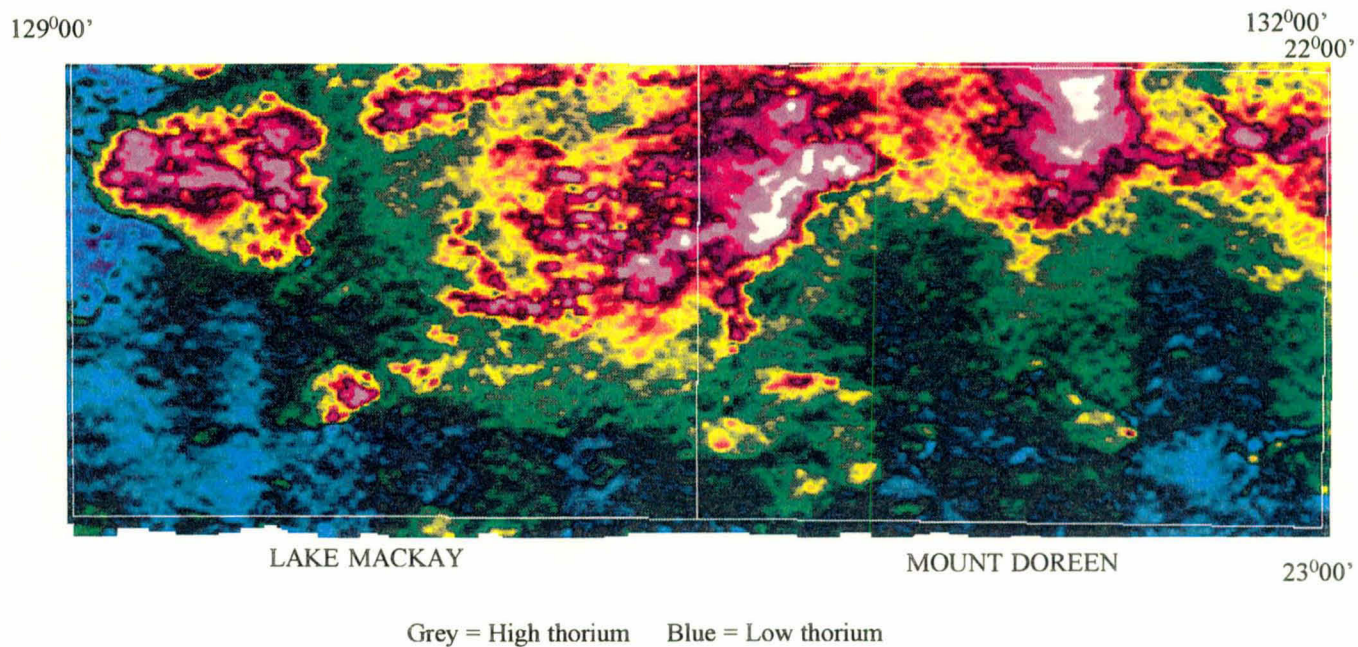 129⁰00’
132⁰00’
22⁰00’
LAKE MACKAY
MOUNT DOREEN
23⁰00’
Grey = High thorium Blue = Low thorium